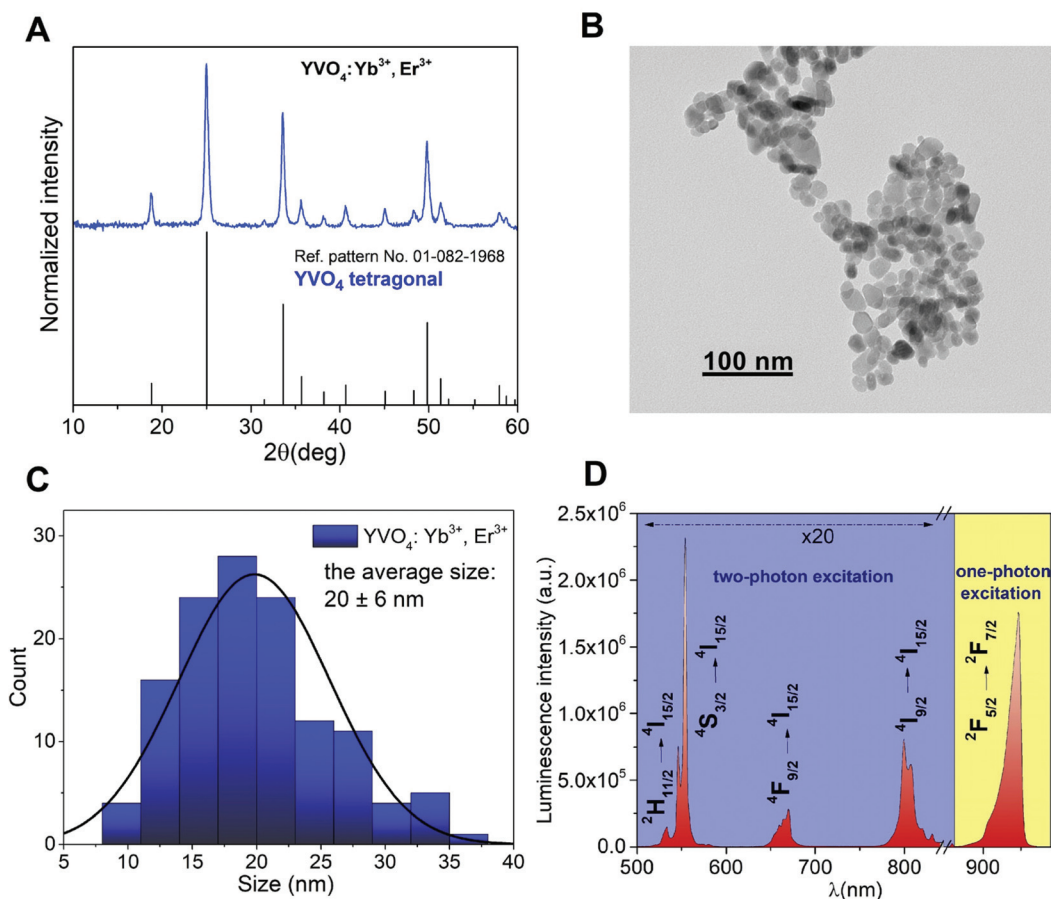 A
YVO₄:Yb³⁺, Er³⁺
Ref. pattern No. 01-082-1968
YVO₄ tetragonal
Normalized intensity
10 20 30 40 50 60
2θ(deg)
B
100 nm
C
YVO₄: Yb³⁺, Er³⁺
the average size:
20 ± 6 nm
Count
30
20
10
0
5 10 15 20 25 30 35 40
Size (nm)
D
Luminescence intensity (a.u.)
2.5x10⁶
2.0x10⁶
1.5x10⁶
1.0x10⁶
5.0x10⁵
0.0
x20
two-photon excitation
one-photon
excitation
²H₁₁/₂ → ⁴I₁₅/₂
⁴S₃/₂ → ⁴I₁₅/₂
⁴F₉/₂ → ⁴I₁₅/₂
⁴I₉/₂ → ⁴I₁₅/₂
²F₅/₂ → ²F₇/₂
500 600 700 800 900
λ(nm)